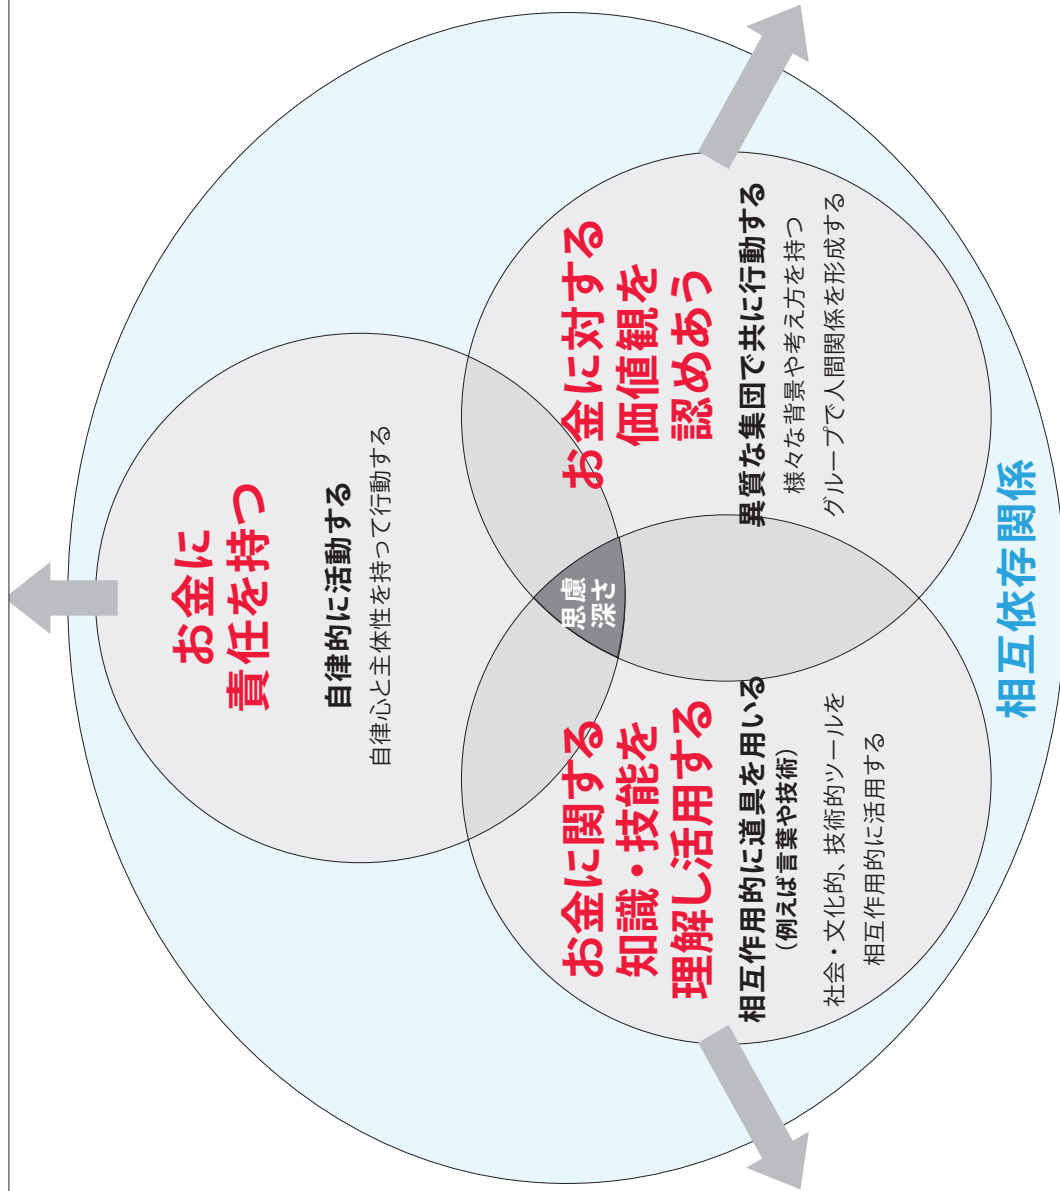 お金に
責任を持つ
自律的に活動する
自律心と主体性を持って行動する
思慮
深さ
お金に関する
知識・技能を
理解し活用する
相互作用的に道具を用いる
(例えば言葉や技術)
社会・文化的、技術的ツールを
相互作用的に活用する
お金に対する
価値観を
認めあう
異質な集団で共に行動する
様々な背景や考え方を持つ
グループで人間関係を形成する
相互依存関係